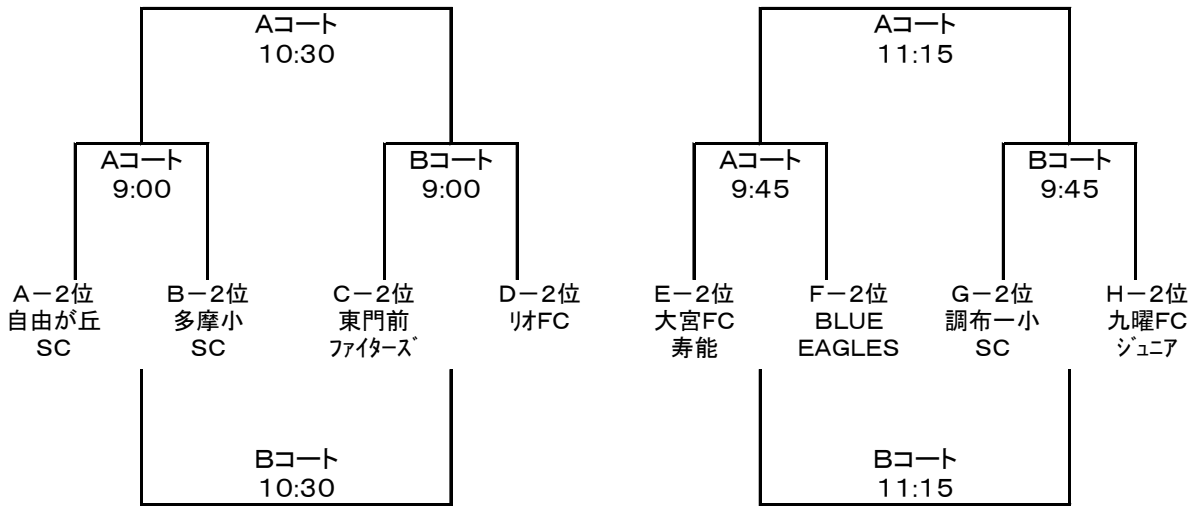 Aコート
10:30
Aコート
11:15
Aコート
9:00
Bコート
9:00
Aコート
9:45
Bコート
9:45
A－2位
自由が丘
SC
B－2位
多摩小
SC
C－2位
東門前
ﾌｧｲﾀｰｽﾞ
D－2位
ﾘｵFC
E－2位
大宮FC
寿能
F－2位
BLUE
EAGLES
G－2位
調布一小
SC
H－2位
九曜FC
ｼﾞｭﾆｱ
Bコート
10:30
Bコート
11:15